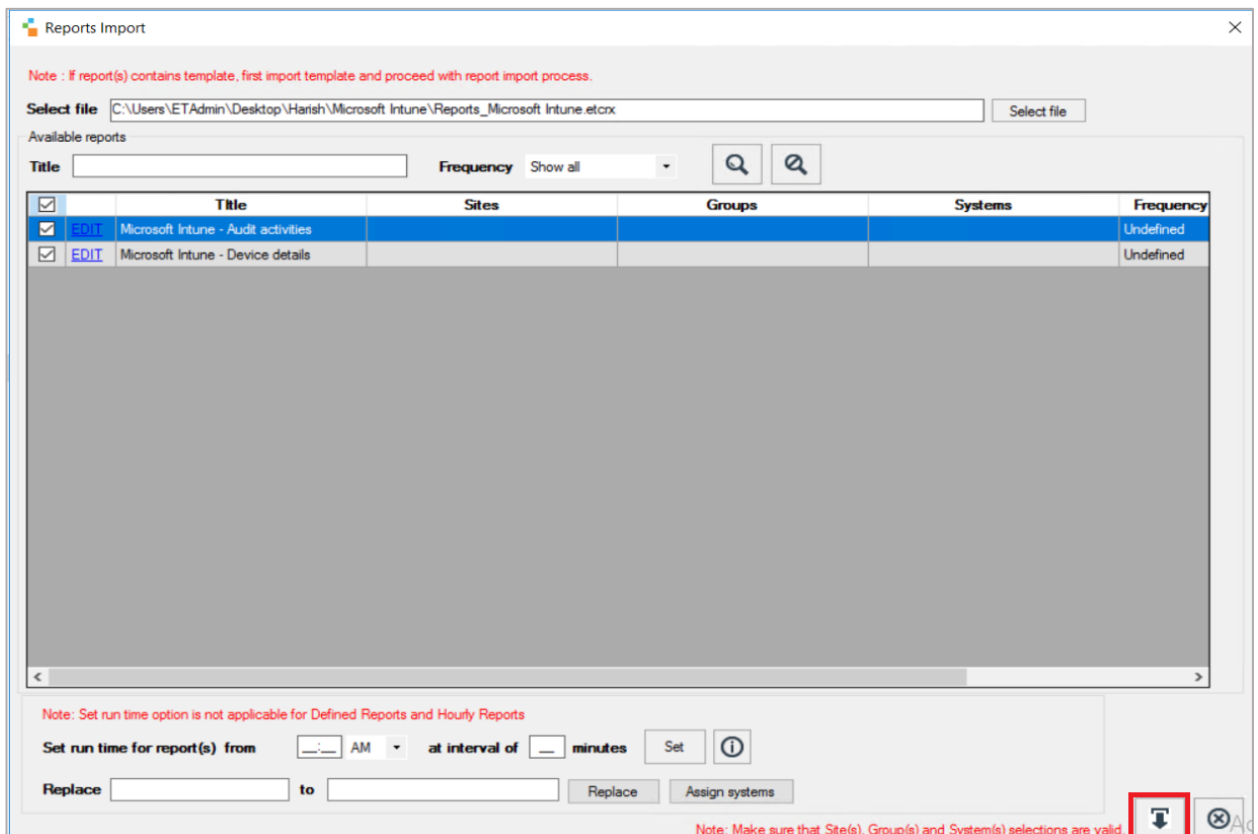 Reports Import
Note : If report(s) contains template, first import template and proceed with report import process.
Select file C:\Users\ETAdmin\Desktop\Harish\Microsoft Intune\Reports_Microsoft Intune.etcrx Select file
Available reports
Title Frequency Show all
Title Sites Groups Systems Frequency
EDIT Microsoft Intune - Audit activities Undefined
EDIT Microsoft Intune - Device details Undefined
Note: Set run time option is not applicable for Defined Reports and Hourly Reports
Set run time for report(s) from __:__ AM at interval of __ minutes Set
Replace to Replace Assign systems
Note: Make sure that Site(s), Group(s) and System(s) selections are valid